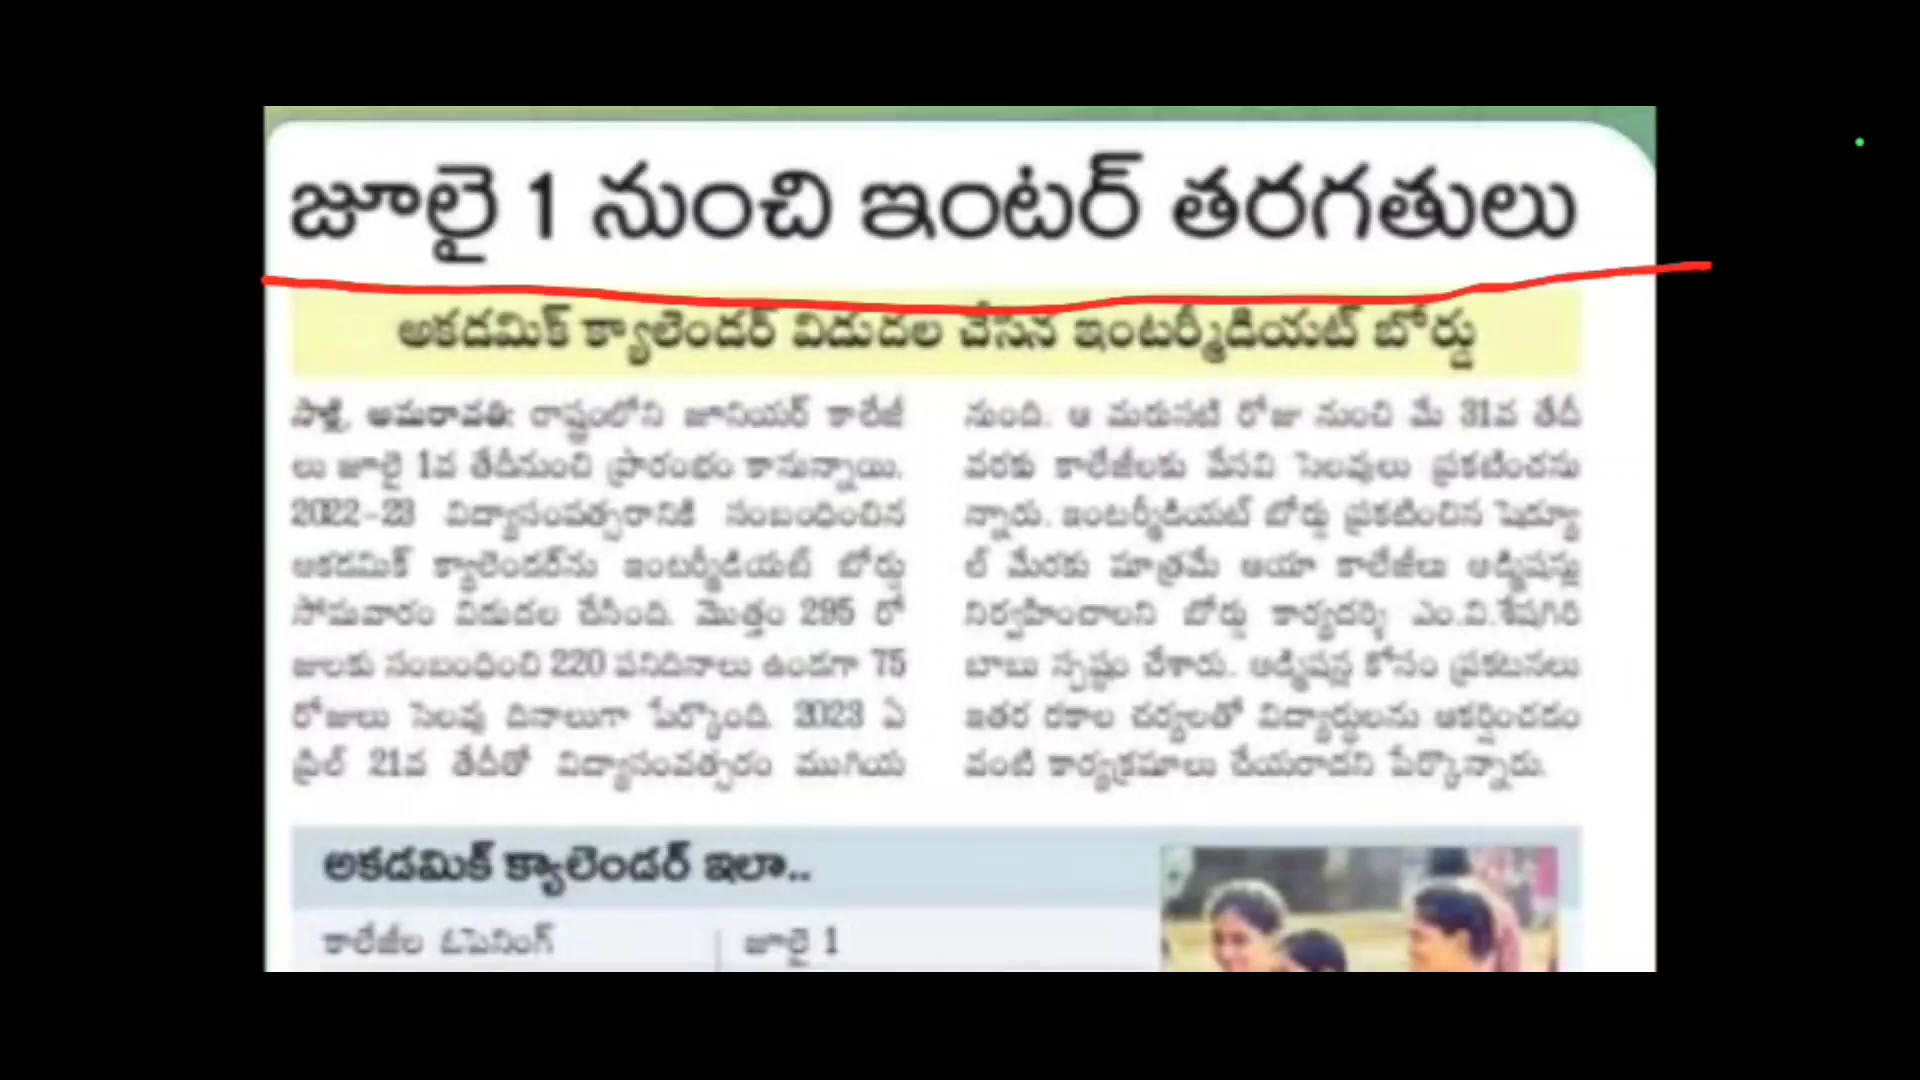 జూలై 1 నుంచి ఇంటర్ తరగతులు
అకడమిక్ క్యాలెండర్ విడుదల చేసిన ఇంటర్మీడియట్ బోర్డు
సాక్షి, అమరావతి: రాష్ట్రంలోని జూనియర్ కాలేజీ
లు జూలై 1వ తేదీనుంచి ప్రారంభం కానున్నాయి.
2022-23 విద్యాసంవత్సరానికి సంబంధించిన
అకడమిక్ క్యాలెండర్‌ను ఇంటర్మీడియట్ బోర్డు
సోమవారం విడుదల చేసింది. మొత్తం 295 రో
జులకు సంబంధించి 220 పనిదినాలు ఉండగా 75
రోజులు సెలవు దినాలుగా పేర్కొంది. 2023 ఏ
ప్రిల్ 21వ తేదీతో విద్యాసంవత్సరం ముగియ
నుంది. ఆ మరుసటి రోజు నుంచి మే 31వ తేదీ
వరకు కాలేజీలకు వేసవి సెలవులు ప్రకటించను
న్నారు. ఇంటర్మీడియట్ బోర్డు ప్రకటించిన షెడ్యూ
ల్ మేరకు మాత్రమే ఆయా కాలేజీలు అడ్మిషన్లు
నిర్వహించాలని బోర్డు కార్యదర్శి ఎం.వి.శేషగిరి
బాబు స్పష్టం చేశారు. అడ్మిషన్ల కోసం ప్రకటనలు
ఇతర రకాల చర్యలతో విద్యార్థులను ఆకర్షించడం
వంటి కార్యక్రమాలు చేయరాదని పేర్కొన్నారు.
అకడమిక్ క్యాలెండర్ ఇలా..
కాలేజీల ఓపెనింగ్ జూలై 1